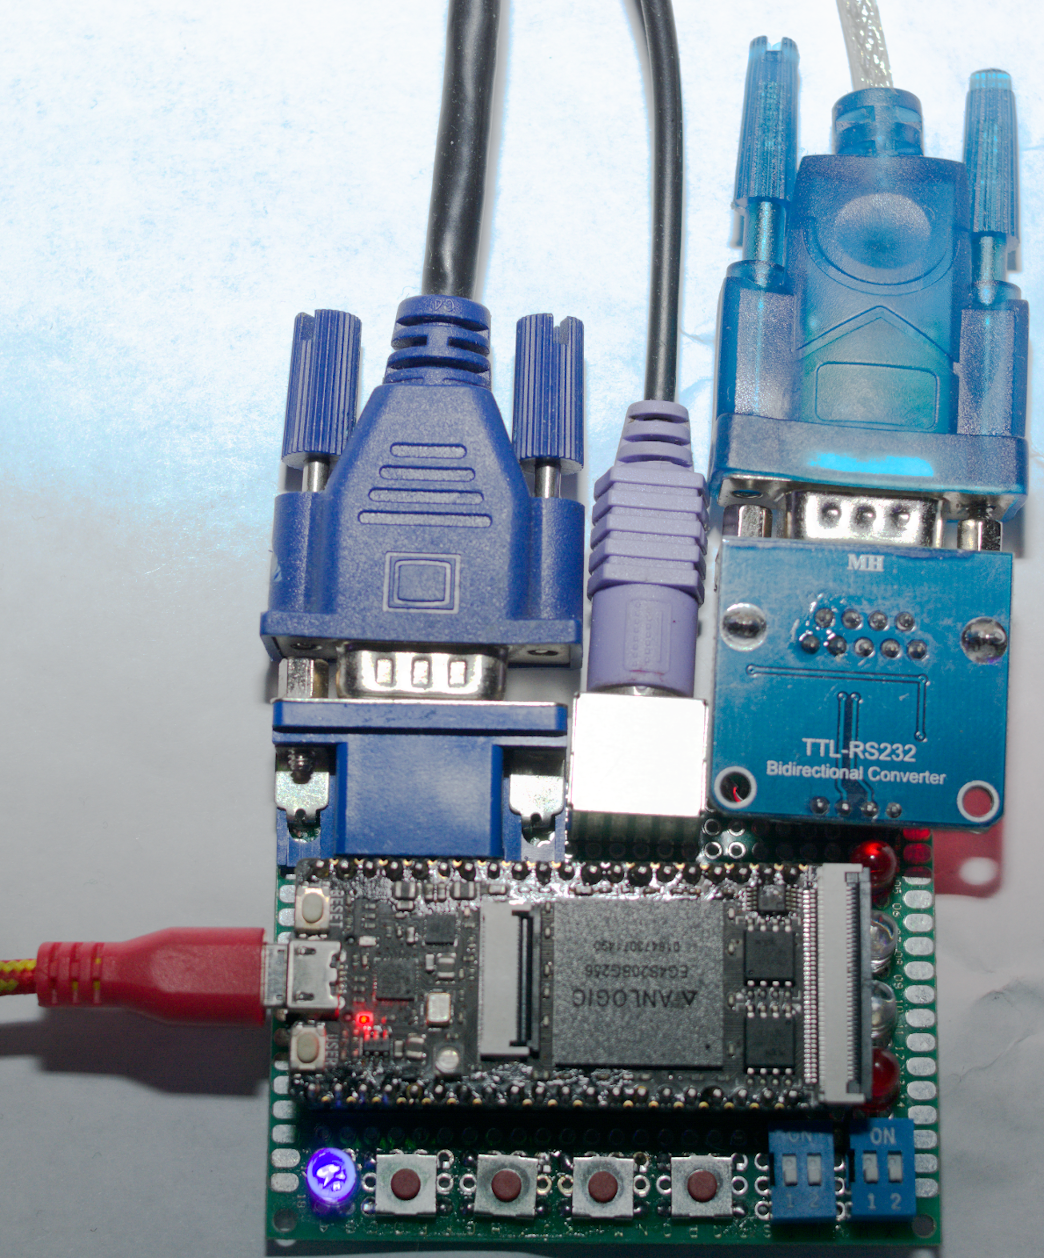 MH
TTL-RS232
Bidirectional Converter
ANLOGIC
EG4S20BG256
ON
1 2
ON
1 2